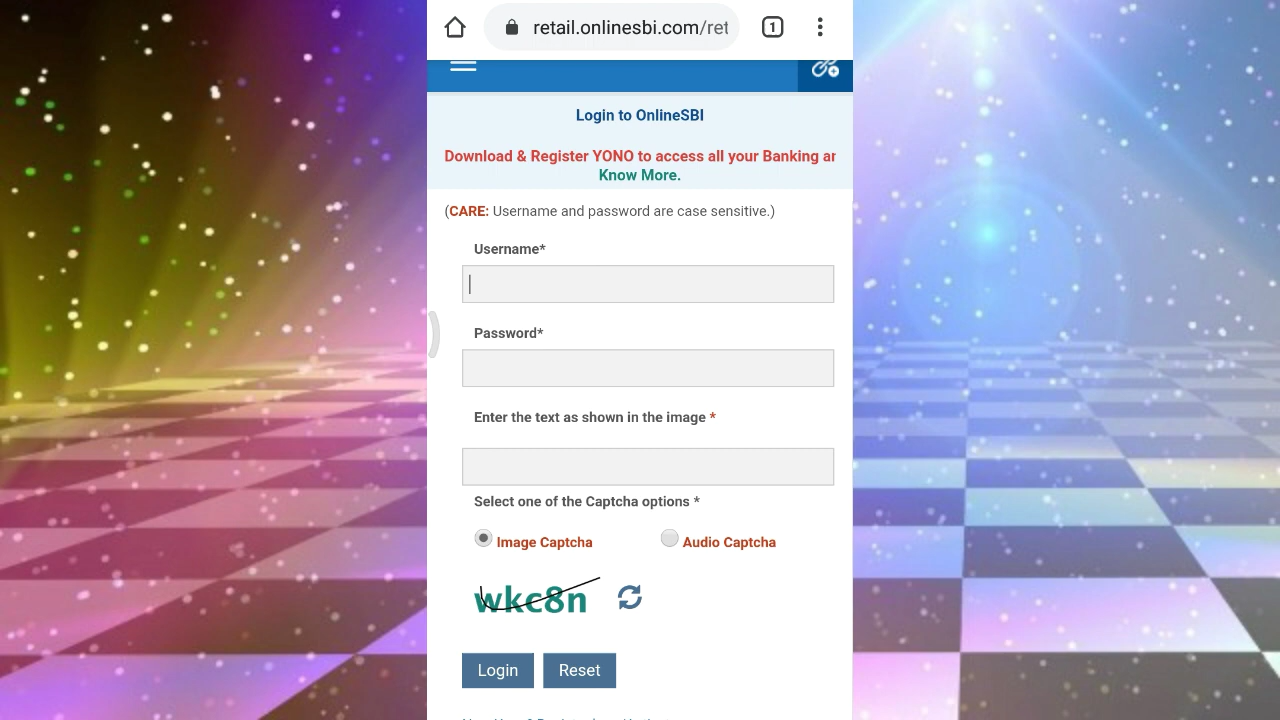 retail.onlinesbi.com/ret
1
Login to OnlineSBI
Download & Register YONO to access all your Banking ar
Know More.
(CARE: Username and password are case sensitive.)
Username*
Password*
Enter the text as shown in the image *
Select one of the Captcha options *
Image Captcha
Audio Captcha
wkc8n
Login
Reset